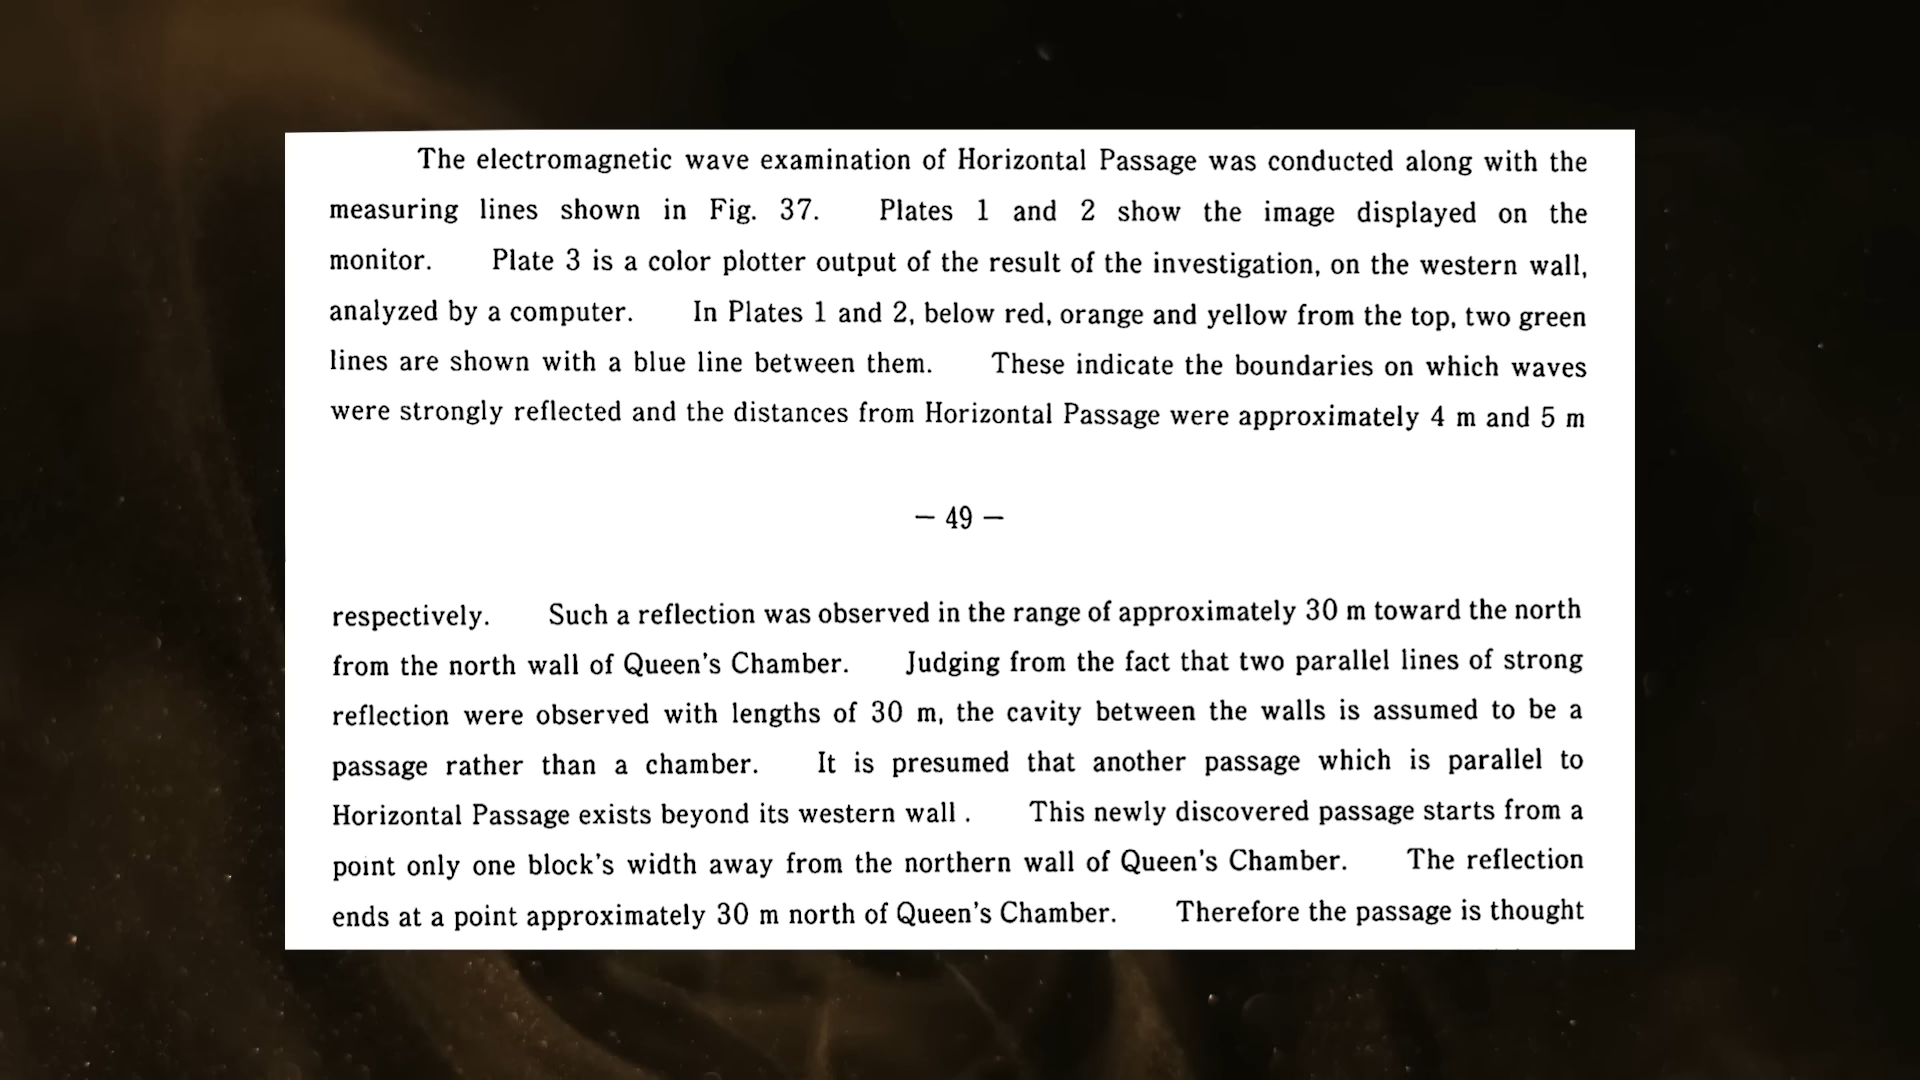 The electromagnetic wave examination of Horizontal Passage was conducted along with the
measuring lines shown in Fig. 37. Plates 1 and 2 show the image displayed on the
monitor. Plate 3 is a color plotter output of the result of the investigation, on the western wall,
analyzed by a computer. In Plates 1 and 2, below red, orange and yellow from the top, two green
lines are shown with a blue line between them. These indicate the boundaries on which waves
were strongly reflected and the distances from Horizontal Passage were approximately 4 m and 5 m
— 49 —
respectively. Such a reflection was observed in the range of approximately 30 m toward the north
from the north wall of Queen's Chamber. Judging from the fact that two parallel lines of strong
reflection were observed with lengths of 30 m, the cavity between the walls is assumed to be a
passage rather than a chamber. It is presumed that another passage which is parallel to
Horizontal Passage exists beyond its western wall . This newly discovered passage starts from a
point only one block's width away from the northern wall of Queen's Chamber. The reflection
ends at a point approximately 30 m north of Queen's Chamber. Therefore the passage is thought